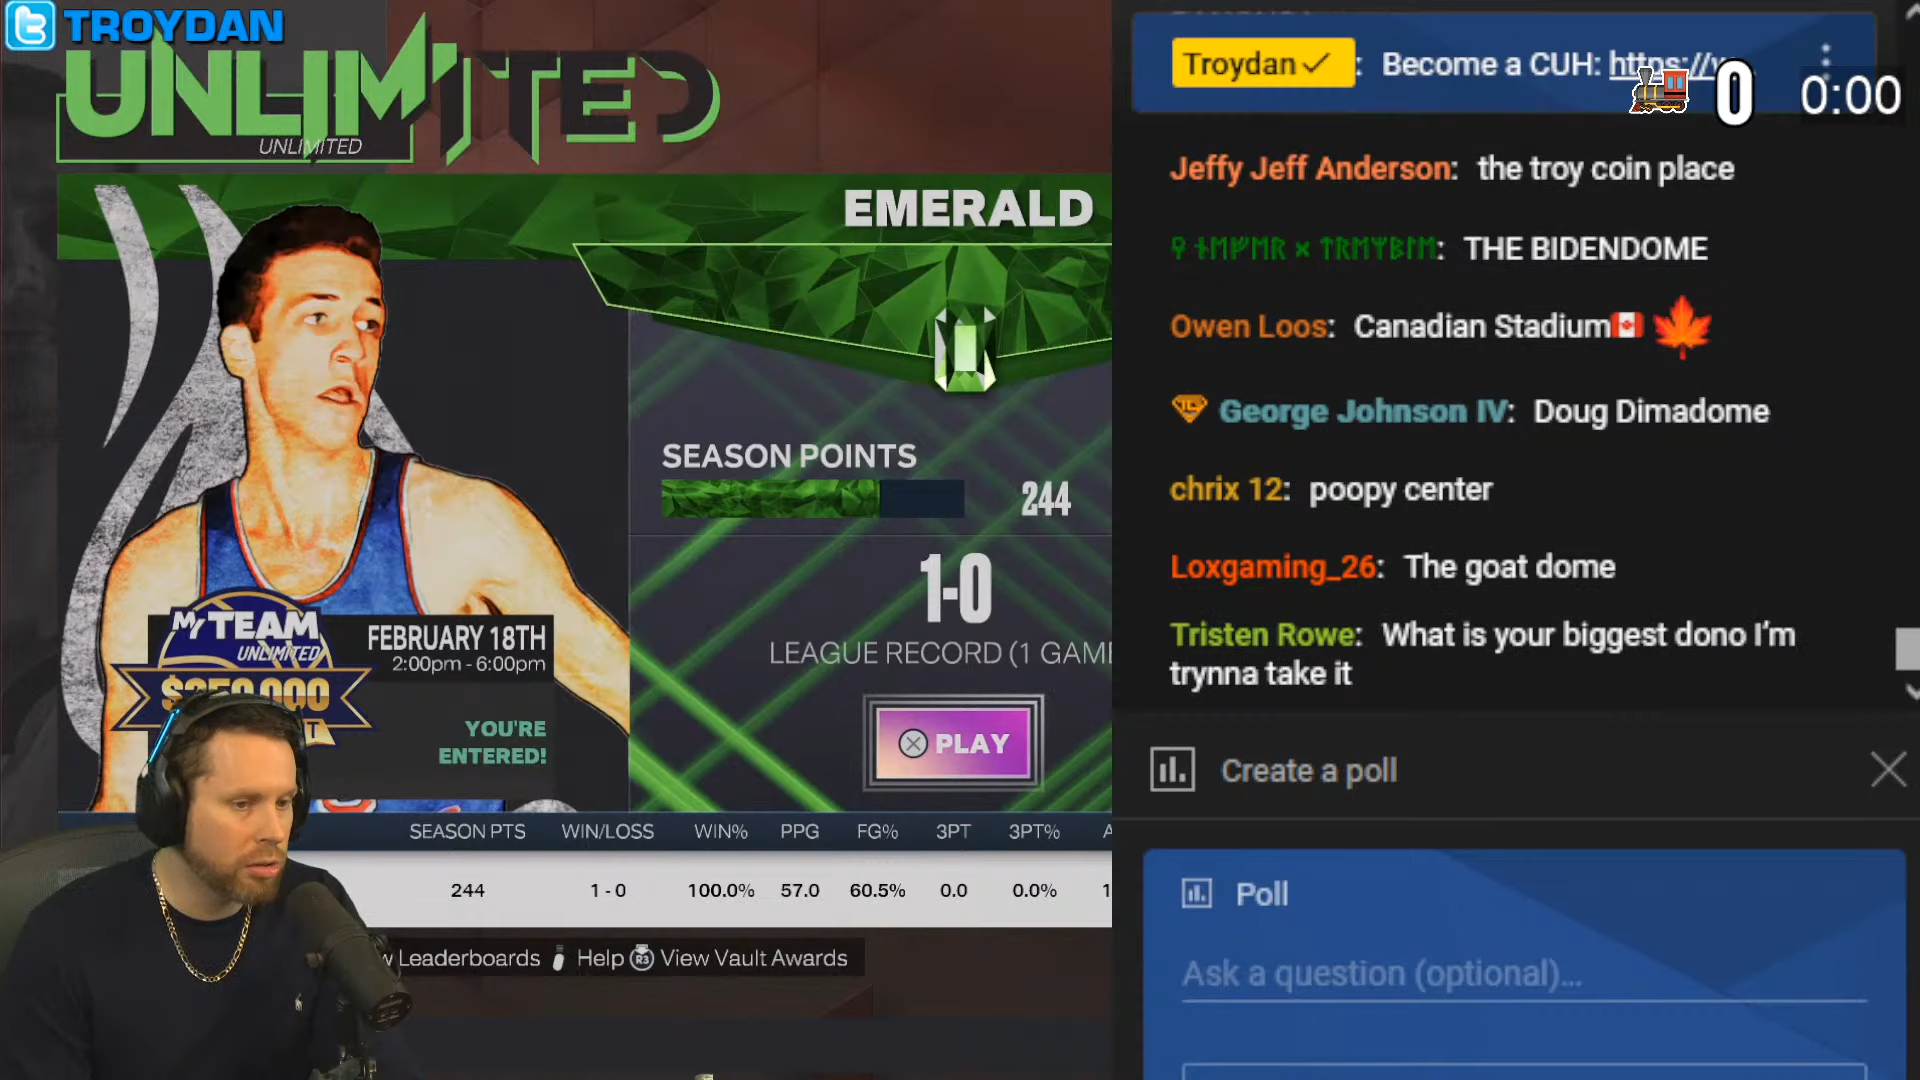 TROYDAN
UNLIMITED
UNLIMITED
EMERALD
SEASON POINTS
244
1-0
LEAGUE RECORD (1 GAM
MYTEAM
UNLIMITED
$250,000
FEBRUARY 18TH
2:00pm - 6:00pm
YOU'RE
ENTERED!
PLAY
SEASON PTS WIN/LOSS WIN% PPG FG% 3PT 3PT% A
244 1 - 0 100.0% 57.0 60.5% 0.0 0.0% 1
w Leaderboards Help R3 View Vault Awards
Troydan ✓: Become a CUH: https://
0 0:00
Jeffy Jeff Anderson: the troy coin place
THE BIDENDOME
Owen Loos: Canadian Stadium🇨🇦🍁
George Johnson IV: Doug Dimadome
chrix 12: poopy center
Loxgaming_26: The goat dome
Tristen Rowe: What is your biggest dono I'm
trynna take it
Create a poll
Poll
Ask a question (optional)...